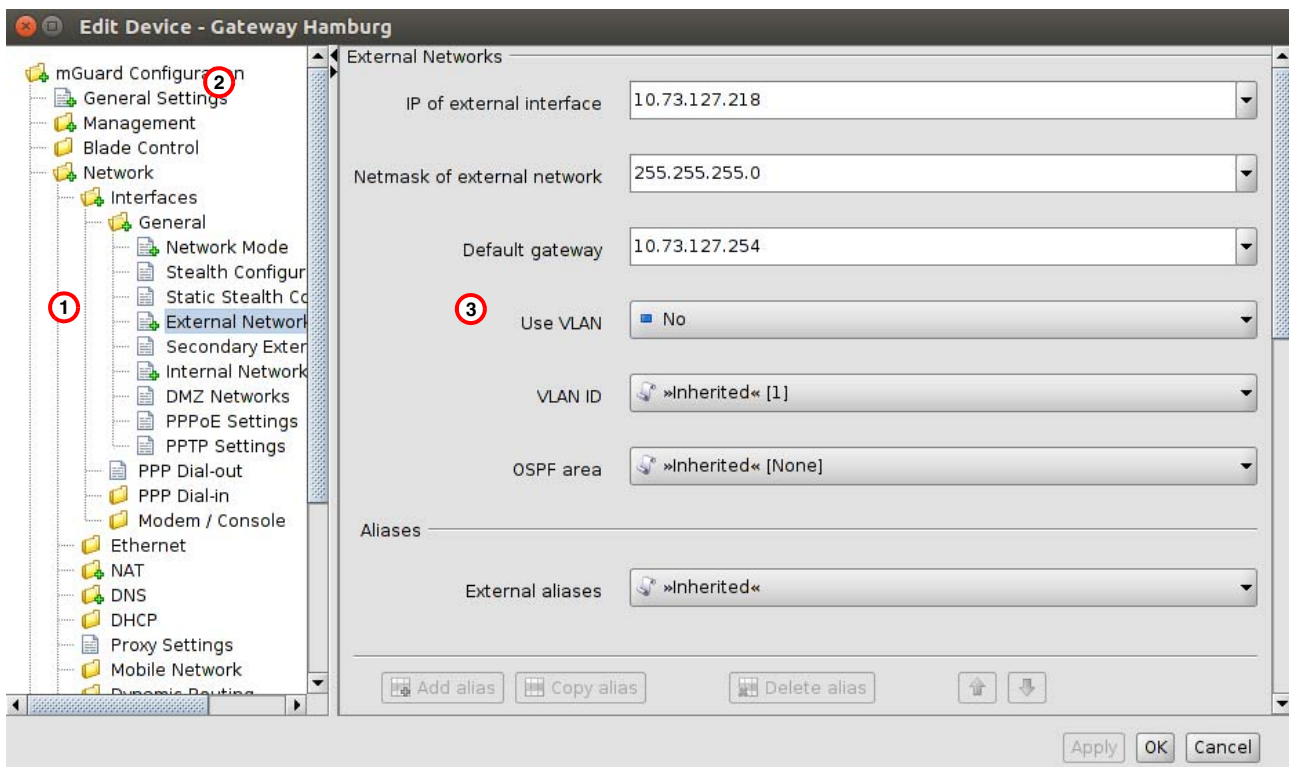 Edit Device - Gateway Hamburg
mGuard Configuration
2
General Settings
Management
Blade Control
Network
Interfaces
General
Network Mode
Stealth Configur
Static Stealth Co
1
External Network
Secondary Exter
Internal Network
DMZ Networks
PPPoE Settings
PPTP Settings
PPP Dial-out
PPP Dial-in
Modem / Console
Ethernet
NAT
DNS
DHCP
Proxy Settings
Mobile Network
Dynamic Routing
External Networks
IP of external interface 10.73.127.218
Netmask of external network 255.255.255.0
Default gateway 10.73.127.254
3
Use VLAN No
VLAN ID »Inherited« [1]
OSPF area »Inherited« [None]
Aliases
External aliases »Inherited«
Add alias Copy alias Delete alias
Apply OK Cancel